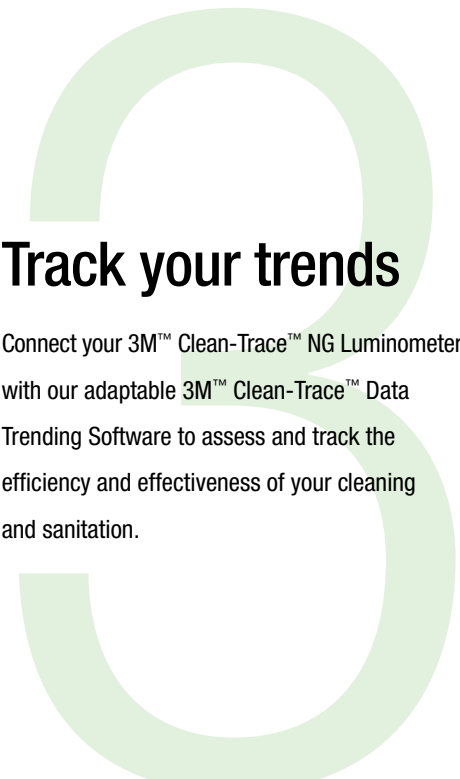 3
Track your trends
Connect your 3M™ Clean-Trace™ NG Luminometer
with our adaptable 3M™ Clean-Trace™ Data
Trending Software to assess and track the
efficiency and effectiveness of your cleaning
and sanitation.